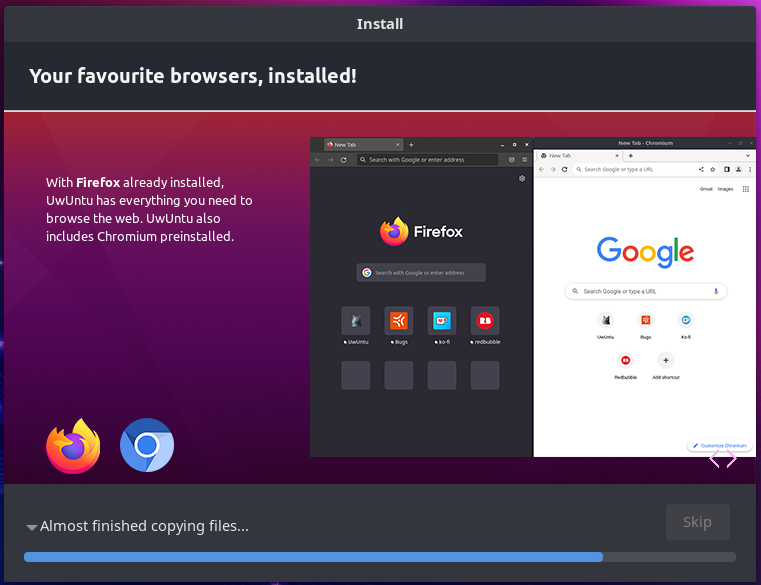 Install
Your favourite browsers, installed!
With Firefox already installed,
UwUntu has everything you need to
browse the web. UwUntu also
includes Chromium preinstalled.
New Tab
Search with Google or enter address
Firefox
Search with Google or enter address
UwUntu Bugs ko-fi redbubble
New Tab - Chromium
New Tab
Search Google or type a URL
Gmail Images
Google
Search Google or type a URL
UwUntu Bugs Ko-fi
Redbubble Add shortcut
Customize Chromium
Almost finished copying files...
Skip